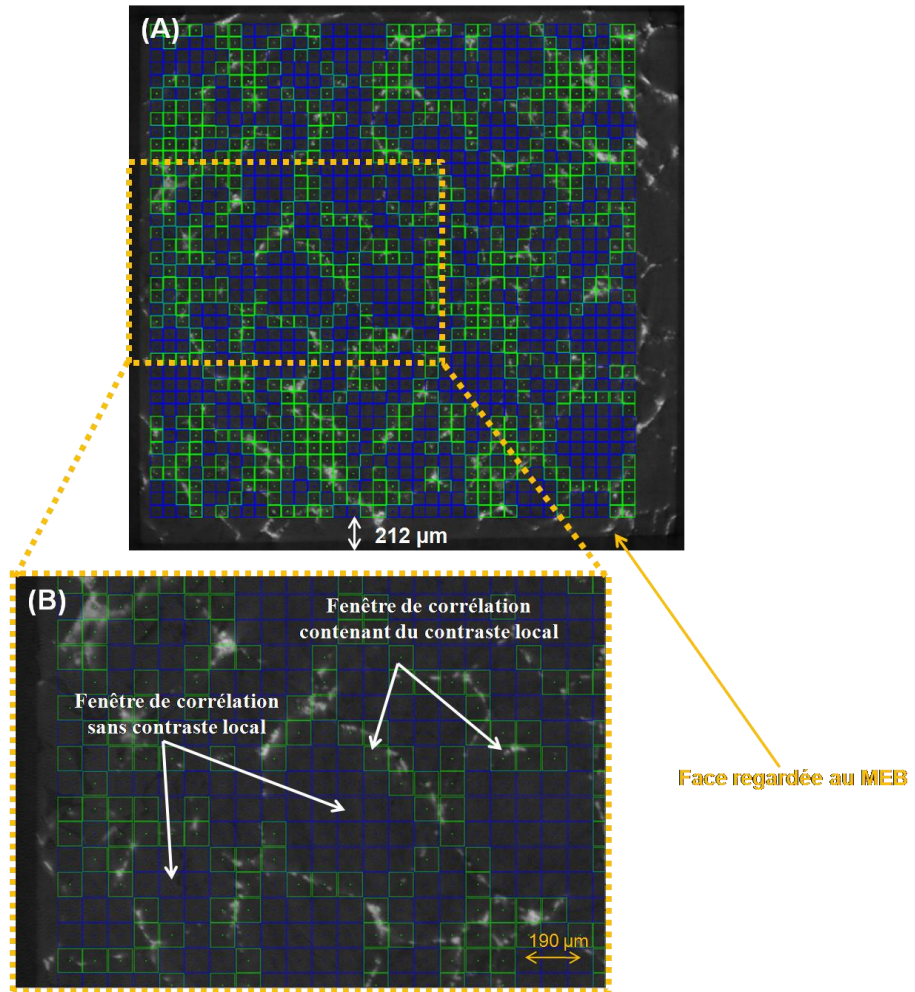 (A)
212 µm
(B)
Fenêtre de corrélation
contenant du contraste local
Fenêtre de corrélation
sans contraste local
Face regardée au MEB
190 µm